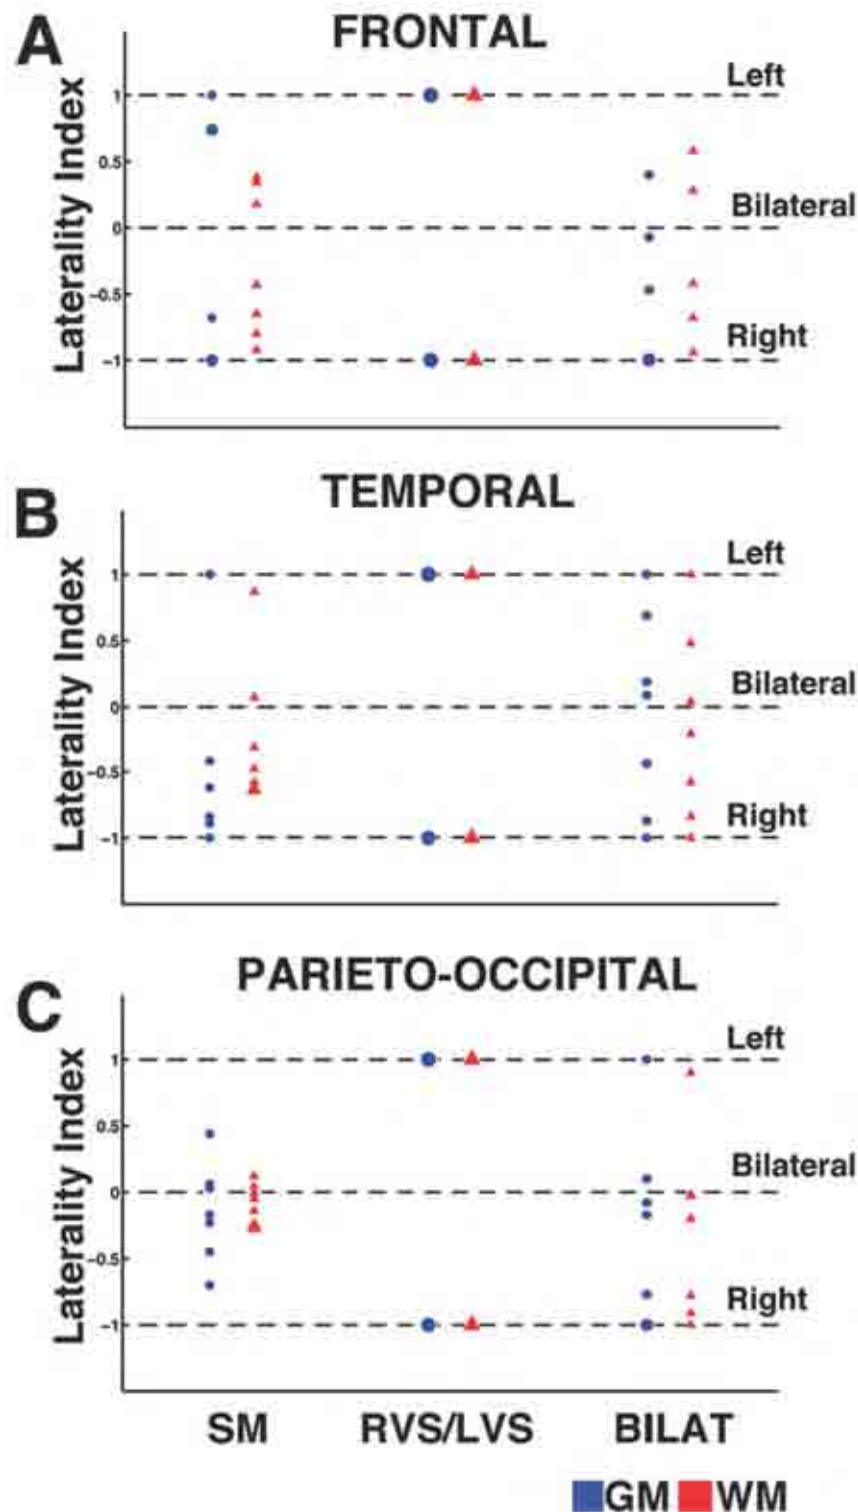 A
FRONTAL
Laterality Index
1
0.5
0
−0.5
−1
Left
Bilateral
Right
B
TEMPORAL
Laterality Index
1
0.5
0
−0.5
−1
Left
Bilateral
Right
C
PARIETO-OCCIPITAL
Laterality Index
1
0.5
0
−0.5
−1
Left
Bilateral
Right
SM RVS/LVS BILAT
GM WM